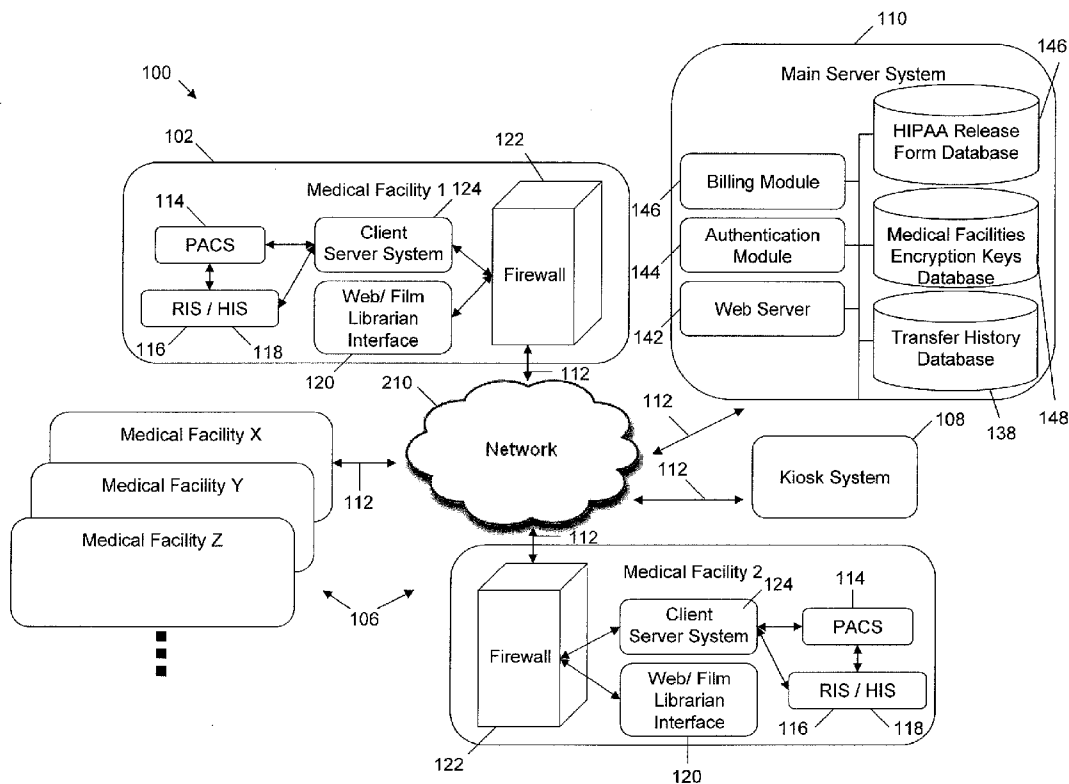 110
146
100
Main Server System
102
122
HIPAA Release
Form Database
Medical Facility 1
124
114
Billing Module
146
PACS
Client
Server System
Authentication
Module
Medical Facilities
Encryption Keys
Database
144
Firewall
RIS / HIS
Web/ Film
Librarian
Interface
Web Server
142
Transfer History
Database
116
118
120
210
112
112
138
148
108
Medical Facility X
Network
112
Kiosk System
Medical Facility Y
112
Medical Facility Z
112
Medical Facility 2
124
114
106
Client
Server System
PACS
Firewall
Web/ Film
Librarian
Interface
RIS / HIS
116
118
122
120